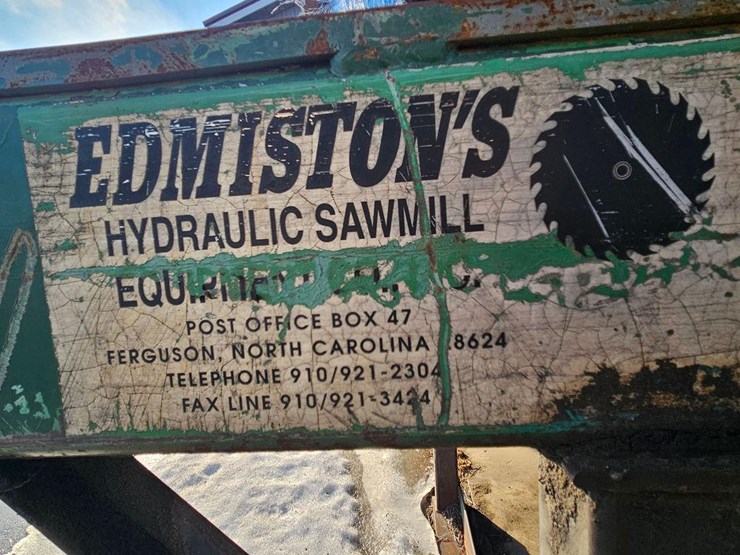 EDMISTON'S
HYDRAULIC SAWMILL
POST OFFICE BOX 47
FERGUSON, NORTH CAROLINA 8624
TELEPHONE 910/921-2304
FAX LINE 910/921-3424